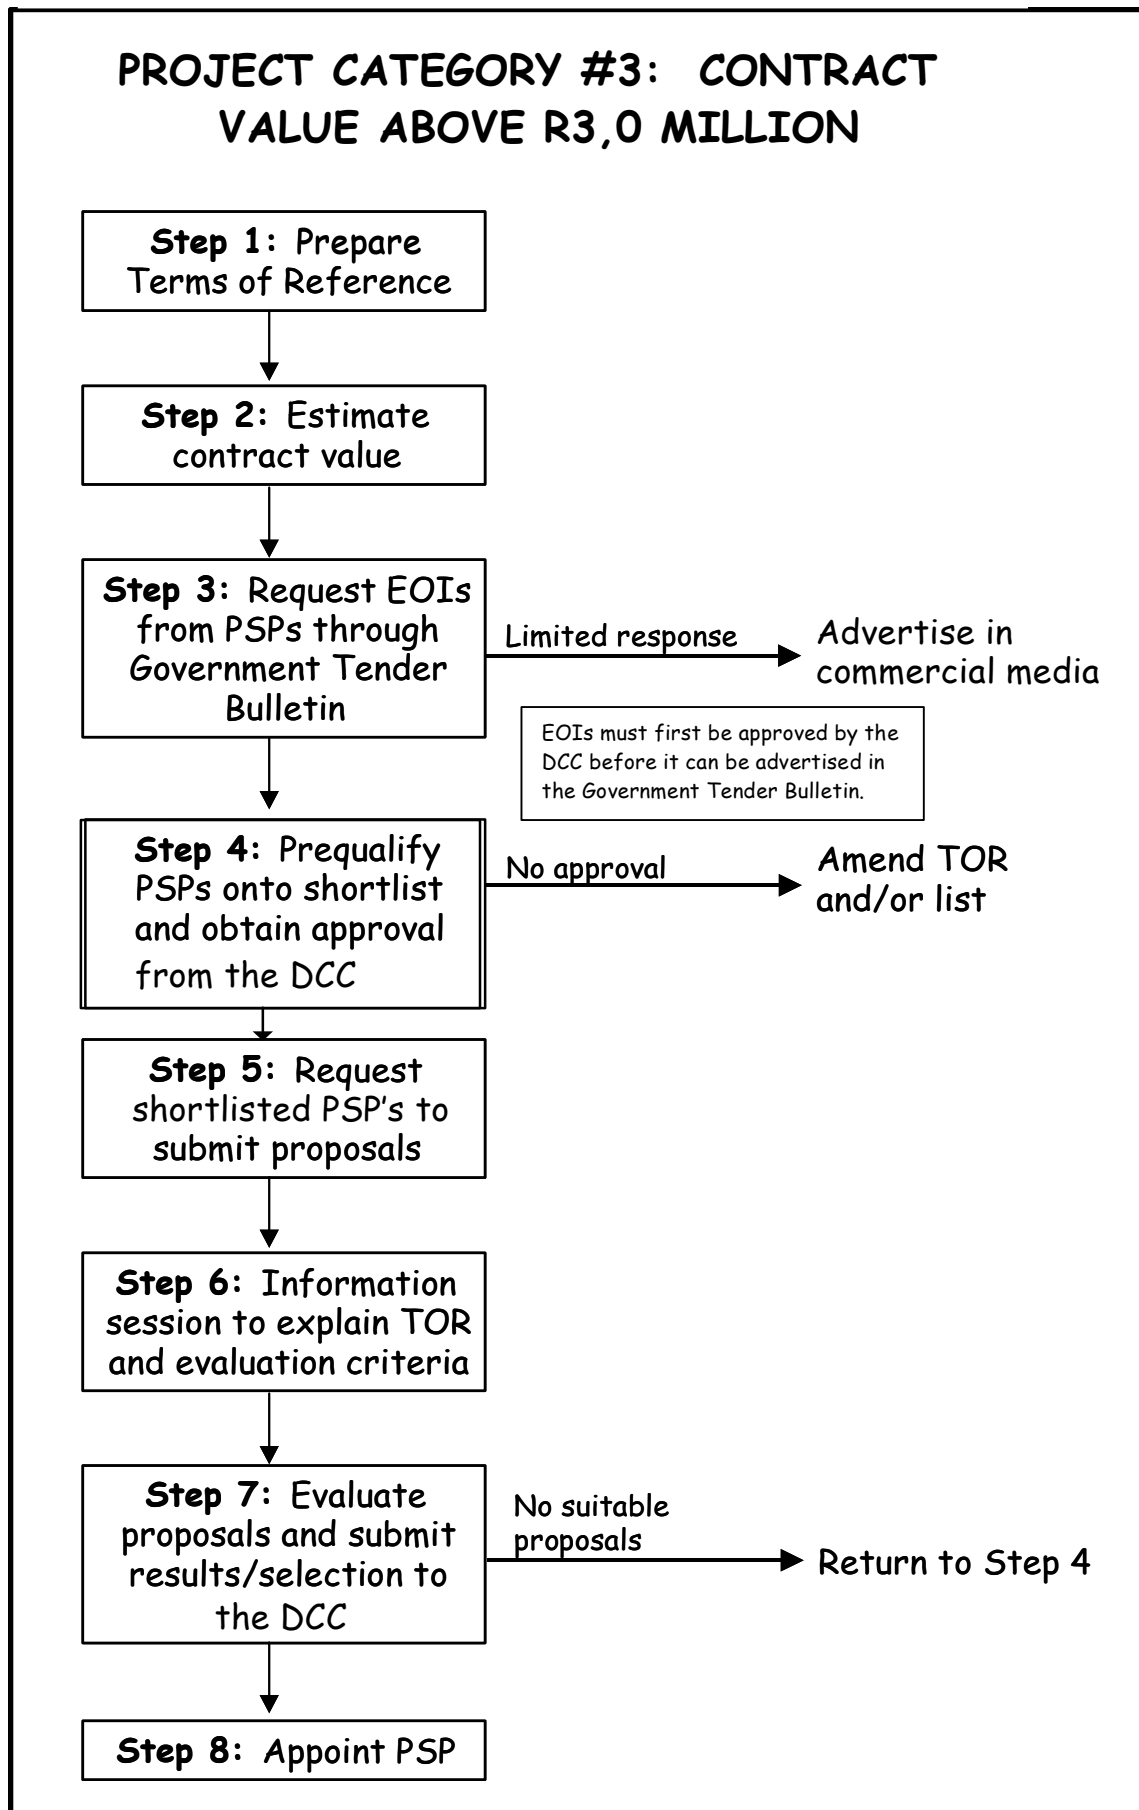 PROJECT CATEGORY #3: CONTRACT
VALUE ABOVE R3,0 MILLION
Step 1: Prepare
Terms of Reference
Step 2: Estimate
contract value
Step 3: Request EOIs
from PSPs through
Government Tender
Bulletin
Limited response
Advertise in
commercial media
EOIs must first be approved by the
DCC before it can be advertised in
the Government Tender Bulletin.
Step 4: Prequalify
PSPs onto shortlist
and obtain approval
from the DCC
No approval
Amend TOR
and/or list
Step 5: Request
shortlisted PSP's to
submit proposals
Step 6: Information
session to explain TOR
and evaluation criteria
Step 7: Evaluate
proposals and submit
results/selection to
the DCC
No suitable
proposals
Return to Step 4
Step 8: Appoint PSP